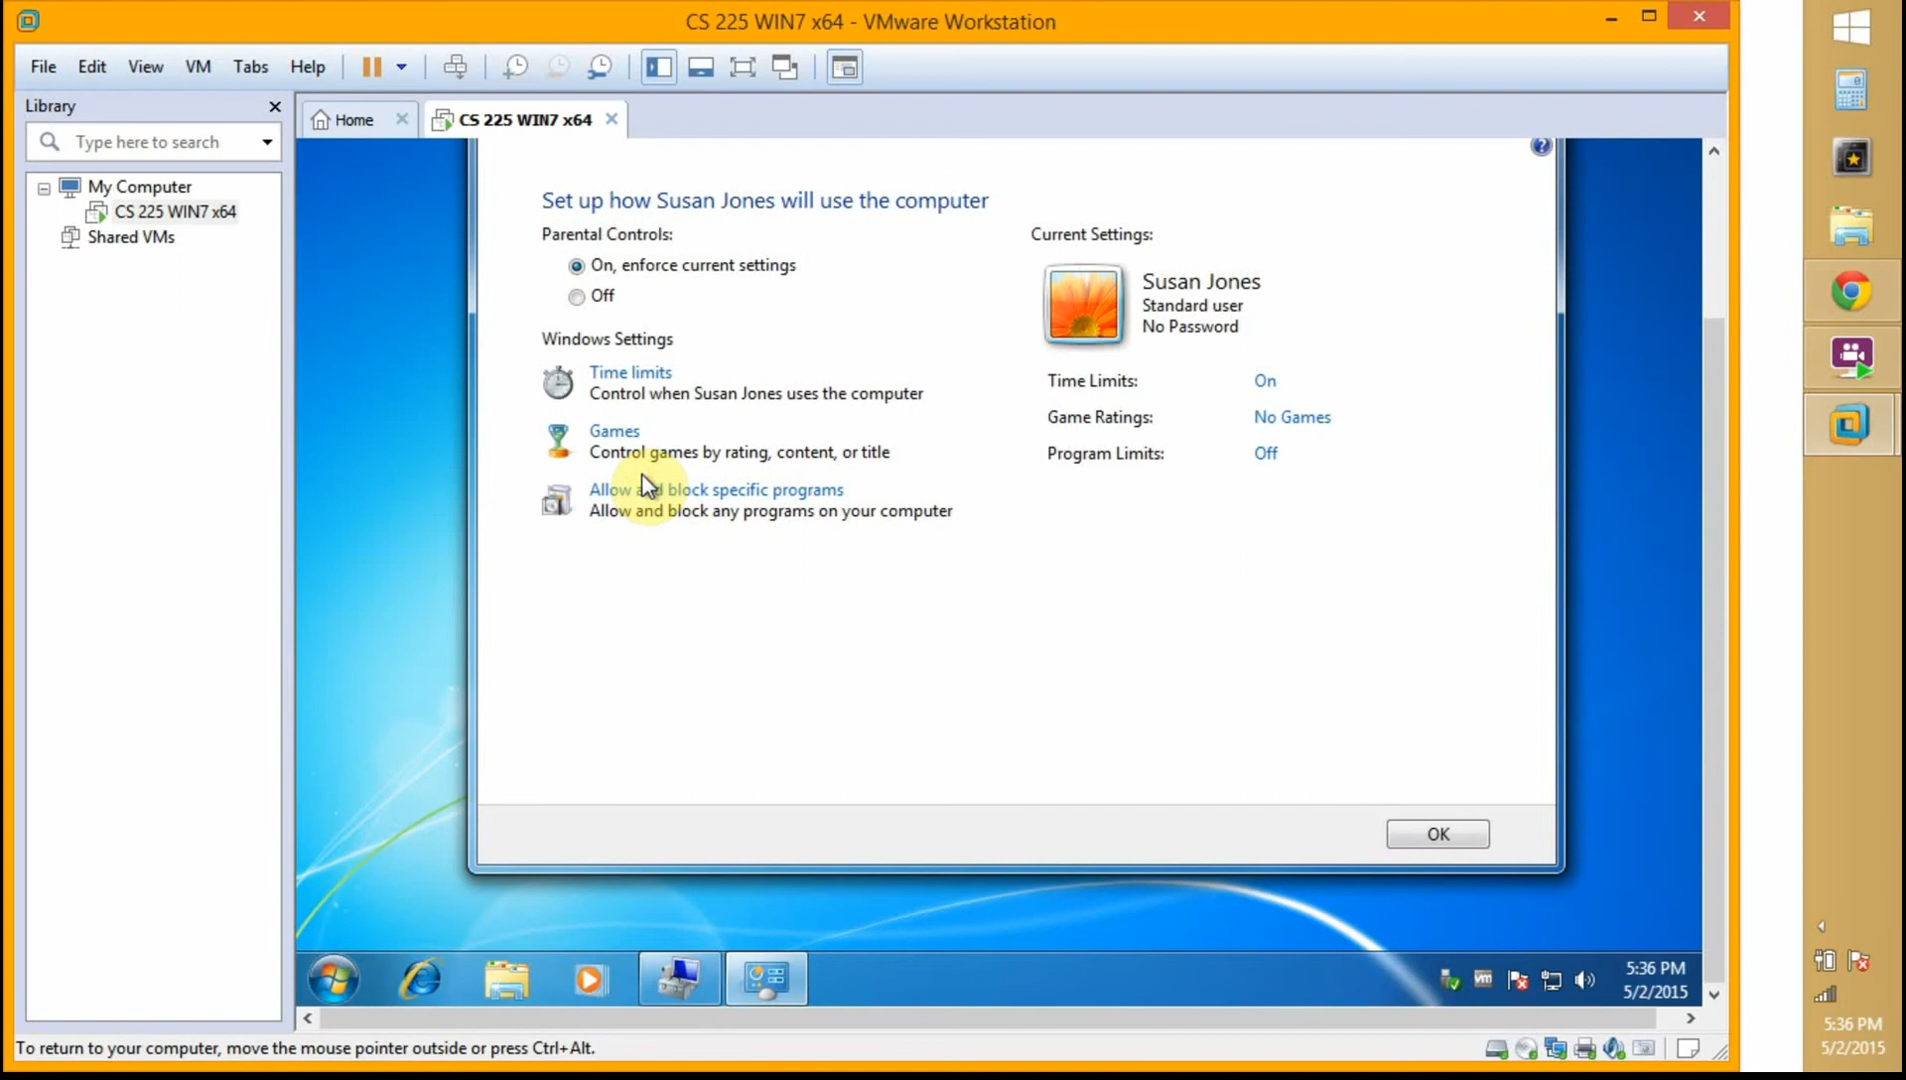 CS 225 WIN7 x64 - VMware Workstation
File Edit View VM Tabs Help
Library
Home
CS 225 WIN7 x64
Type here to search
My Computer
CS 225 WIN7 x64
Shared VMs
Set up how Susan Jones will use the computer
Parental Controls:
On, enforce current settings
Off
Windows Settings
Time limits
Control when Susan Jones uses the computer
Games
Control games by rating, content, or title
Allow and block specific programs
Allow and block any programs on your computer
Current Settings:
Susan Jones
Standard user
No Password
Time Limits: On
Game Ratings: No Games
Program Limits: Off
OK
vm
5:36 PM
5/2/2015
To return to your computer, move the mouse pointer outside or press Ctrl+Alt.
5:36 PM
5/2/2015